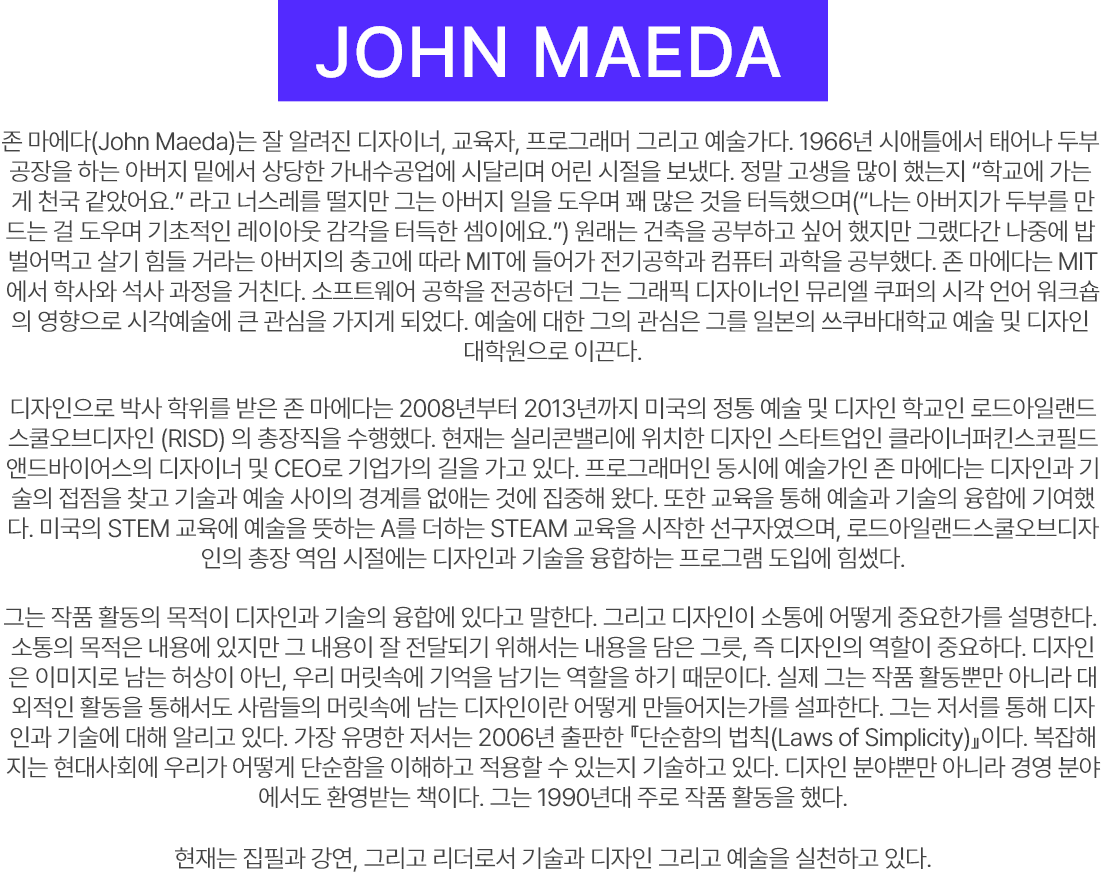 JOHN MAEDA
존 마에다(John Maeda)는 잘 알려진 디자이너, 교육자, 프로그래머 그리고 예술가다. 1966년 시애틀에서 태어나 두부
공장을 하는 아버지 밑에서 상당한 가내수공업에 시달리며 어린 시절을 보냈다. 정말 고생을 많이 했는지 “학교에 가는
게 천국 같았어요.” 라고 너스레를 떨지만 그는 아버지 일을 도우며 꽤 많은 것을 터득했으며(“나는 아버지가 두부를 만
드는 걸 도우며 기초적인 레이아웃 감각을 터득한 셈이에요.”) 원래는 건축을 공부하고 싶어 했지만 그랬다간 나중에 밥
벌어먹고 살기 힘들 거라는 아버지의 충고에 따라 MIT에 들어가 전기공학과 컴퓨터 과학을 공부했다. 존 마에다는 MIT
에서 학사와 석사 과정을 거친다. 소프트웨어 공학을 전공하던 그는 그래픽 디자이너인 뮤리엘 쿠퍼의 시각 언어 워크숍
의 영향으로 시각예술에 큰 관심을 가지게 되었다. 예술에 대한 그의 관심은 그를 일본의 쓰쿠바대학교 예술 및 디자인
대학원으로 이끈다.
디자인으로 박사 학위를 받은 존 마에다는 2008년부터 2013년까지 미국의 정통 예술 및 디자인 학교인 로드아일랜드
스쿨오브디자인 (RISD) 의 총장직을 수행했다. 현재는 실리콘밸리에 위치한 디자인 스타트업인 클라이너퍼킨스코필드
앤드바이어스의 디자이너 및 CEO로 기업가의 길을 가고 있다. 프로그래머인 동시에 예술가인 존 마에다는 디자인과 기
술의 접점을 찾고 기술과 예술 사이의 경계를 없애는 것에 집중해 왔다. 또한 교육을 통해 예술과 기술의 융합에 기여했
다. 미국의 STEM 교육에 예술을 뜻하는 A를 더하는 STEAM 교육을 시작한 선구자였으며, 로드아일랜드스쿨오브디자
인의 총장 역임 시절에는 디자인과 기술을 융합하는 프로그램 도입에 힘썼다.
그는 작품 활동의 목적이 디자인과 기술의 융합에 있다고 말한다. 그리고 디자인이 소통에 어떻게 중요한가를 설명한다.
소통의 목적은 내용에 있지만 그 내용이 잘 전달되기 위해서는 내용을 담은 그릇, 즉 디자인의 역할이 중요하다. 디자인
은 이미지로 남는 허상이 아닌, 우리 머릿속에 기억을 남기는 역할을 하기 때문이다. 실제 그는 작품 활동뿐만 아니라 대
외적인 활동을 통해서도 사람들의 머릿속에 남는 디자인이란 어떻게 만들어지는가를 설파한다. 그는 저서를 통해 디자
인과 기술에 대해 알리고 있다. 가장 유명한 저서는 2006년 출판한 『단순함의 법칙(Laws of Simplicity)』이다. 복잡해
지는 현대사회에 우리가 어떻게 단순함을 이해하고 적용할 수 있는지 기술하고 있다. 디자인 분야뿐만 아니라 경영 분야
에서도 환영받는 책이다. 그는 1990년대 주로 작품 활동을 했다.
현재는 집필과 강연, 그리고 리더로서 기술과 디자인 그리고 예술을 실천하고 있다.